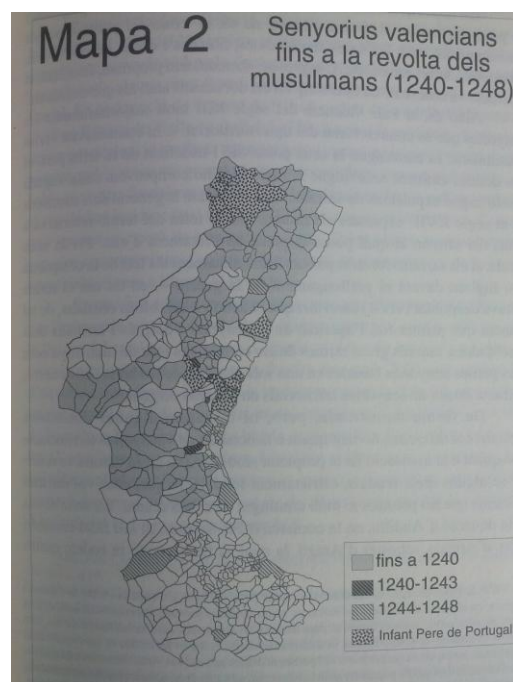 Mapa 2
Senyorius valencians
fins a la revolta dels
musulmans (1240-1248)
fins a 1240
1240-1243
1244-1248
Infant Pere de Portugal